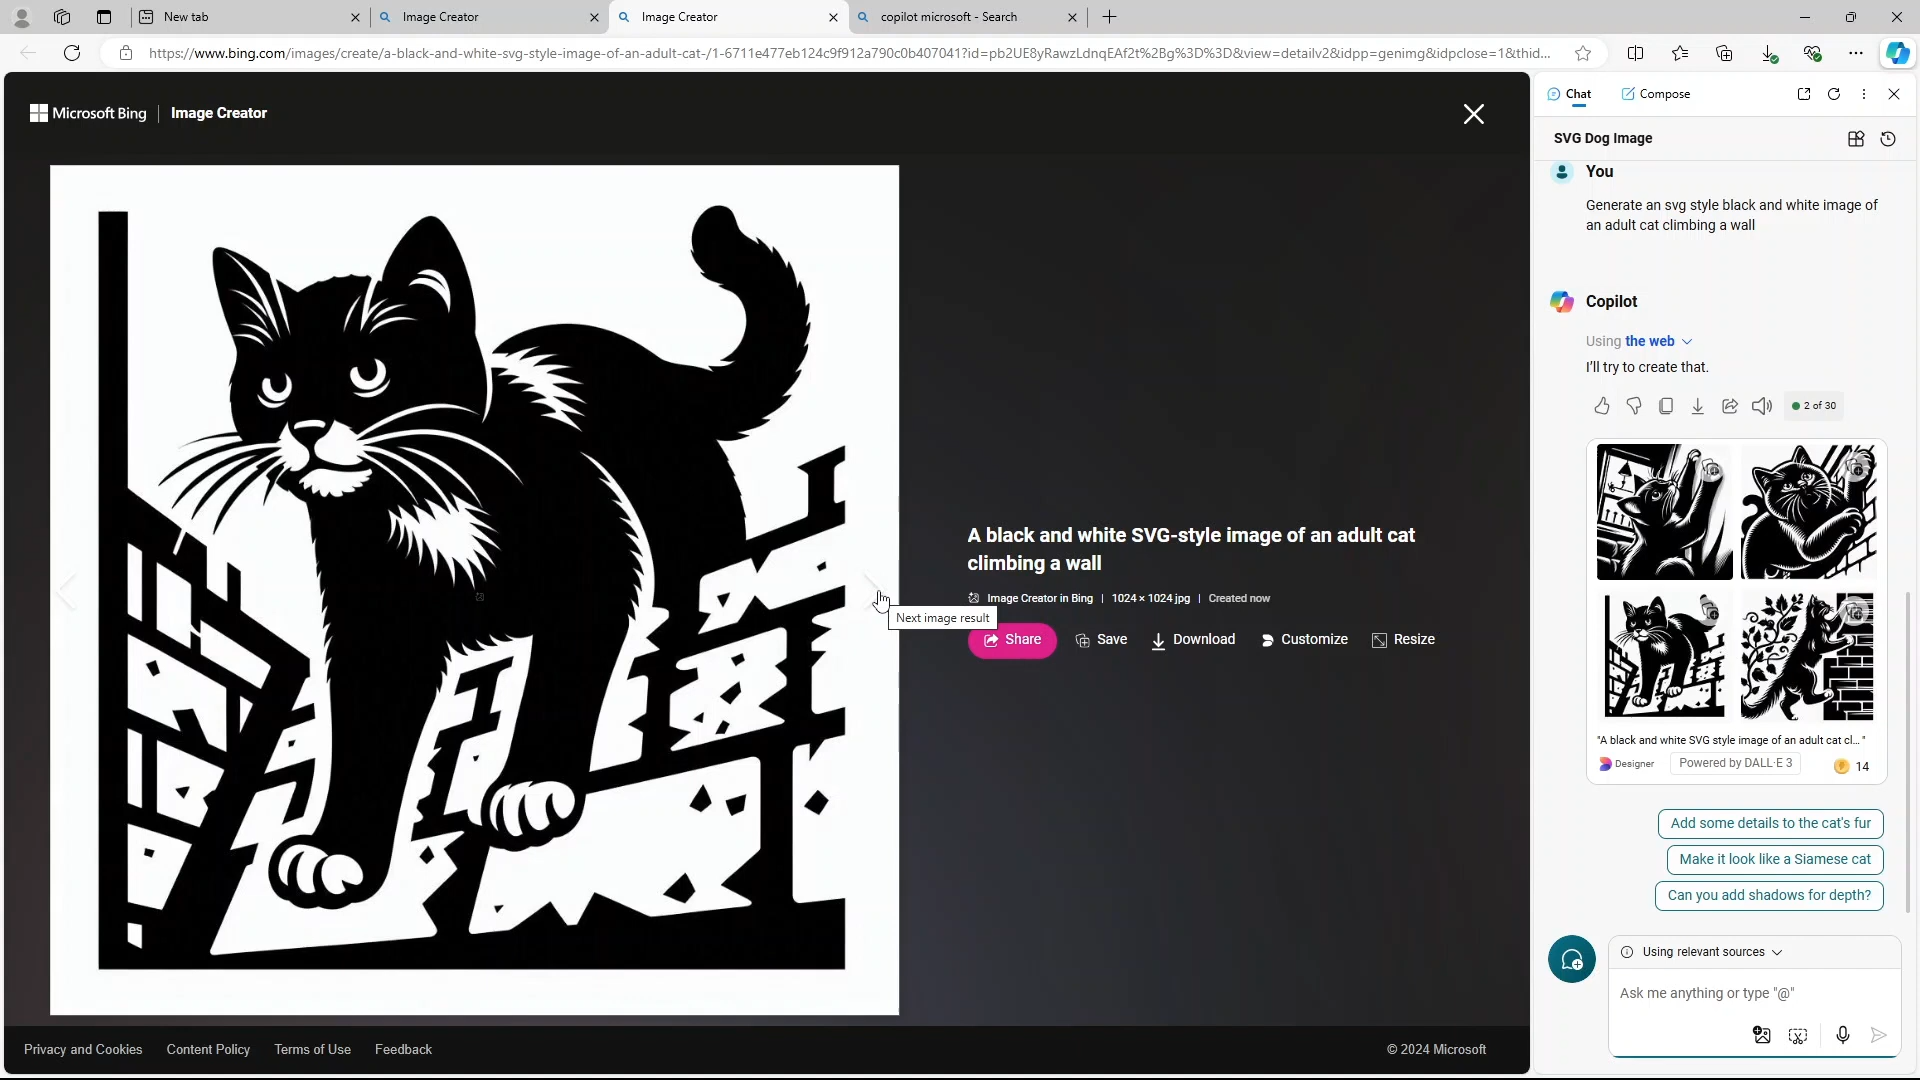 New tab
Image Creator
Image Creator
copilot microsoft - Search
https://www.bing.com/images/create/a-black-and-white-svg-style-image-of-an-adult-cat-/1-6711e477eb124c9f912a790c0b407041?id=pb2UE8yRawzLdnqEAf2t%2Bg%3D%3D&view=detailv2&idpp=genimg&idpclose=1&thid...
Microsoft Bing
Image Creator
A black and white SVG-style image of an adult cat
climbing a wall
Image Creator in Bing | 1024 × 1024 jpg | Created now
Next image result
Share
Save
Download
Customize
Resize
Privacy and Cookies
Content Policy
Terms of Use
Feedback
© 2024 Microsoft
Chat
Compose
SVG Dog Image
You
Generate an svg style black and white image of
an adult cat climbing a wall
Copilot
Using the web
I'll try to create that.
2 of 30
"A black and white SVG style image of an adult cat cl..."
Designer
Powered by DALL·E 3
14
Add some details to the cat's fur
Make it look like a Siamese cat
Can you add shadows for depth?
Using relevant sources
Ask me anything or type "@"